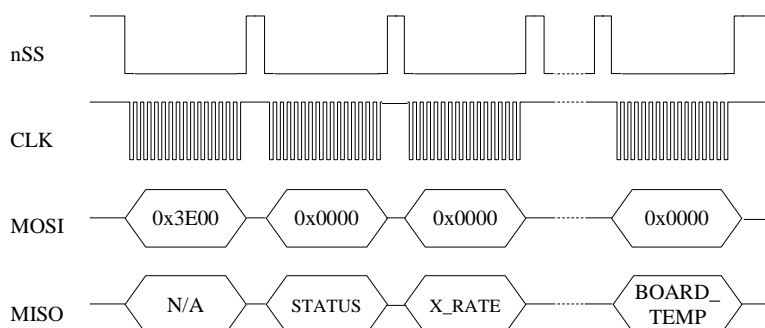 nSS
CLK
MOSI 0x3E00 0x0000 0x0000 0x0000
MISO N/A STATUS X_RATE BOARD_
TEMP